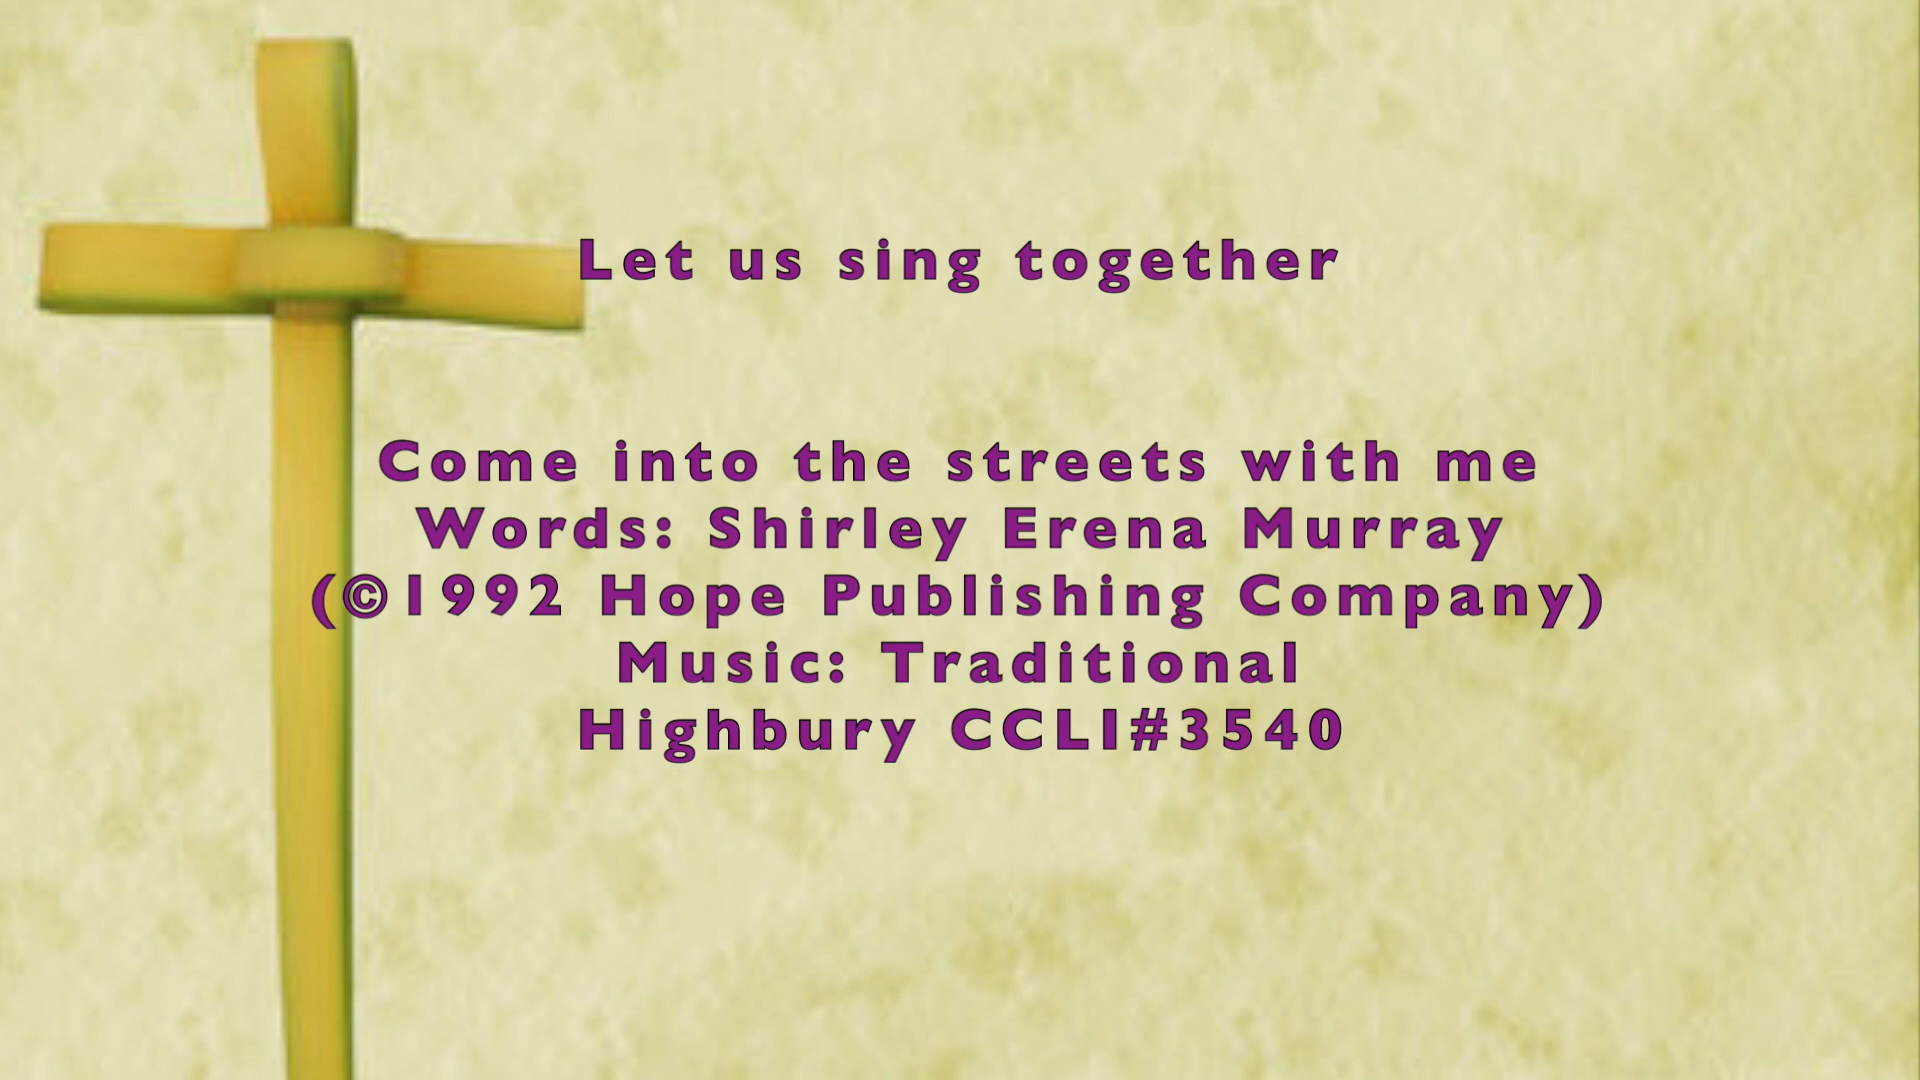 Let us sing together
Come into the streets with me
Words: Shirley Erena Murray
(©1992 Hope Publishing Company)
Music: Traditional
Highbury CCLI#3540